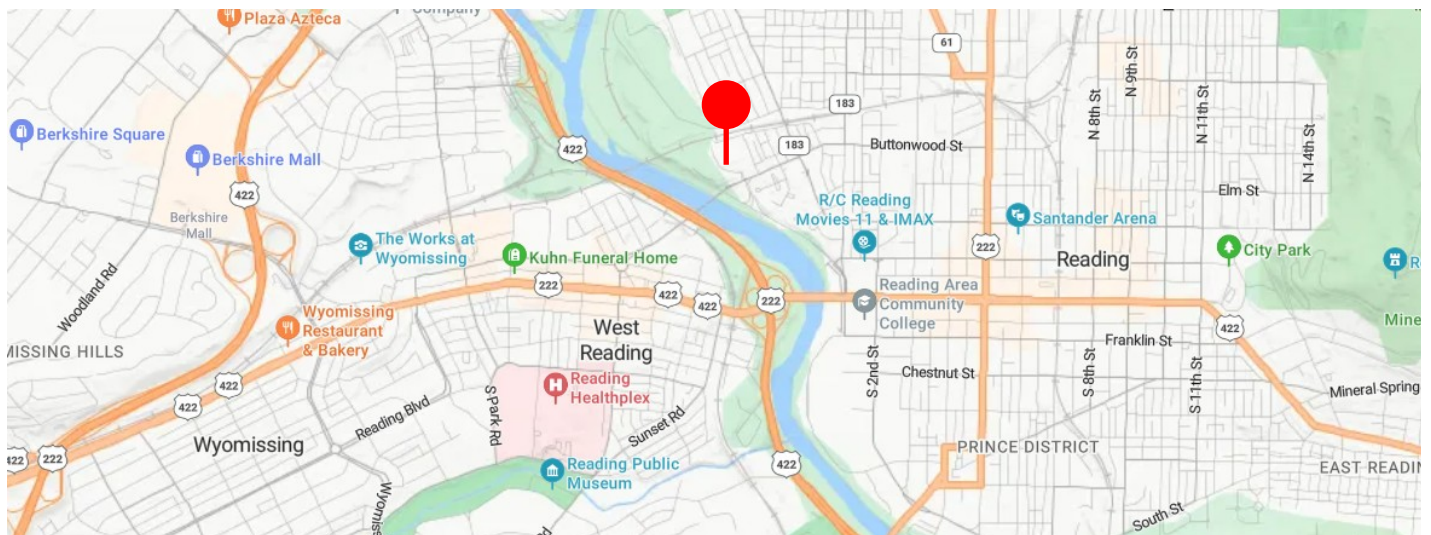 Plaza Azteca
Company
61
N 9th St
183
N 8th St
N 11th St
Berkshire Square
Berkshire Mall
422
183
Buttonwood St
N 14th St
422
Elm St
R/C Reading
Movies 11 & IMAX
Santander Arena
Berkshire
Mall
The Works at
Wyomissing
Kuhn Funeral Home
222
Reading
City Park
R
Woodland Rd
222
422
422
222
Reading Area
Community
College
Wyomissing
Restaurant
& Bakery
West
Reading
422
Mine
MISSING HILLS
Franklin St
S 2nd St
Chestnut St
S 8th St
S 11th St
Reading
Healthplex
422
422
S Park Rd
Reading Blvd
Sunset Rd
Mineral Spring
Wyomissing
PRINCE DISTRICT
422
222
Reading Public
Museum
422
EAST READIN
Wyomiss
Rd
South St